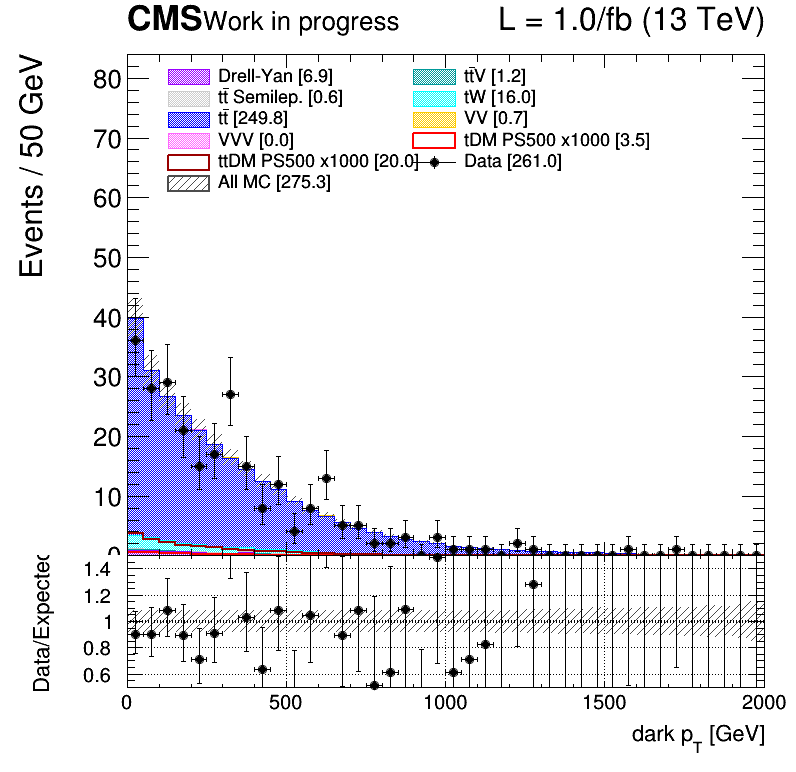 CMS Work in progress L = 1.0/fb (13 TeV)
Events / 50 GeV
Drell-Yan [6.9] tt̄V [1.2]
tt̄ Semilep. [0.6] tW [16.0]
tt̄ [249.8] VV [0.7]
VVV [0.0] tDM PS500 x1000 [3.5]
ttDM PS500 x1000 [20.0] Data [261.0]
All MC [275.3]
80
70
60
50
40
30
20
10
0
Data/Expected
1.4
1.2
1
0.8
0.6
0 500 1000 1500 2000
dark p_T [GeV]